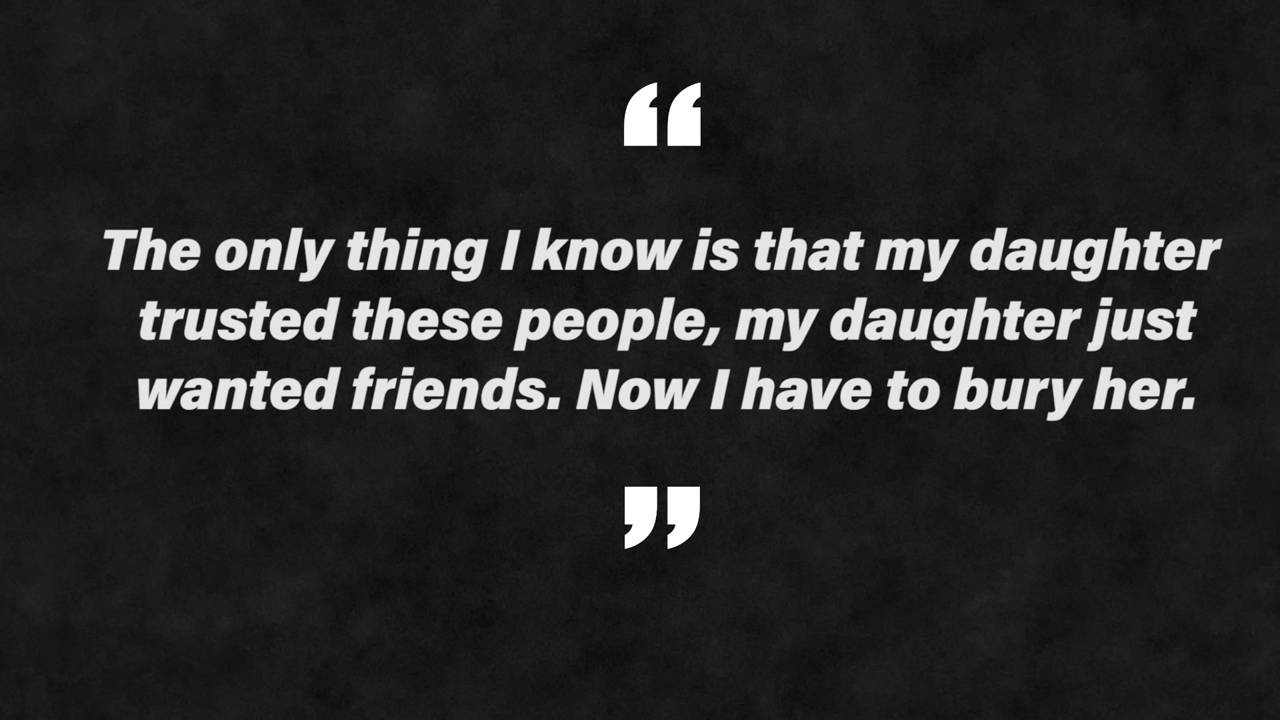 “
The only thing I know is that my daughter
trusted these people, my daughter just
wanted friends. Now I have to bury her.
”